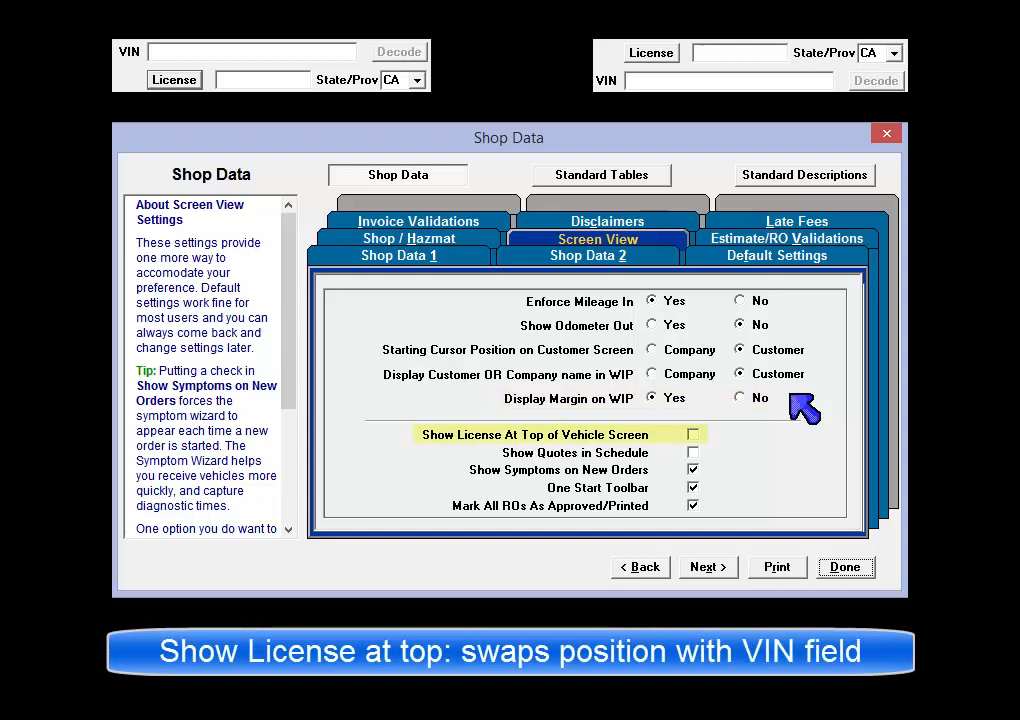 VIN Decode
License State/Prov CA
License State/Prov CA
VIN Decode
Shop Data
Shop Data
About Screen View
Settings
These settings provide
one more way to
accomodate your
preference. Default
settings work fine for
most users and you can
always come back and
change settings later.
Tip: Putting a check in
Show Symptoms on New
Orders forces the
symptom wizard to
appear each time a new
order is started. The
Symptom Wizard helps
you receive vehicles more
quickly, and capture
diagnostic times.
One option you do want to
Shop Data Standard Tables Standard Descriptions
Invoice Validations Disclaimers Late Fees
Shop / Hazmat Screen View Estimate/RO Validations
Shop Data 1 Shop Data 2 Default Settings
Enforce Mileage In Yes No
Show Odometer Out Yes No
Starting Cursor Position on Customer Screen Company Customer
Display Customer OR Company name in WIP Company Customer
Display Margin on WIP Yes No
Show License At Top of Vehicle Screen
Show Quotes in Schedule
Show Symptoms on New Orders
One Start Toolbar
Mark All ROs As Approved/Printed
< Back Next > Print Done
Show License at top: swaps position with VIN field